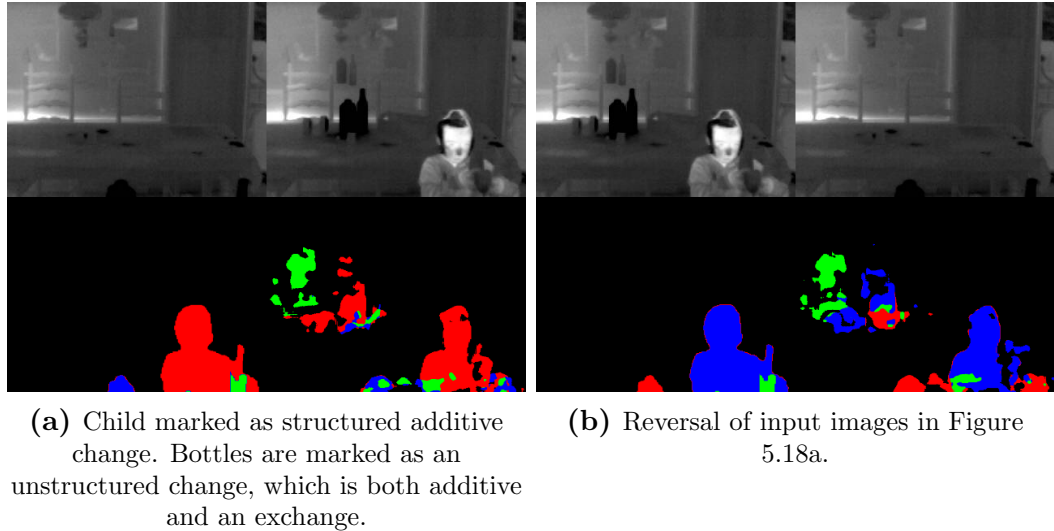 (a) Child marked as structured additive
change. Bottles are marked as an
unstructured change, which is both additive
and an exchange.
(b) Reversal of input images in Figure
5.18a.